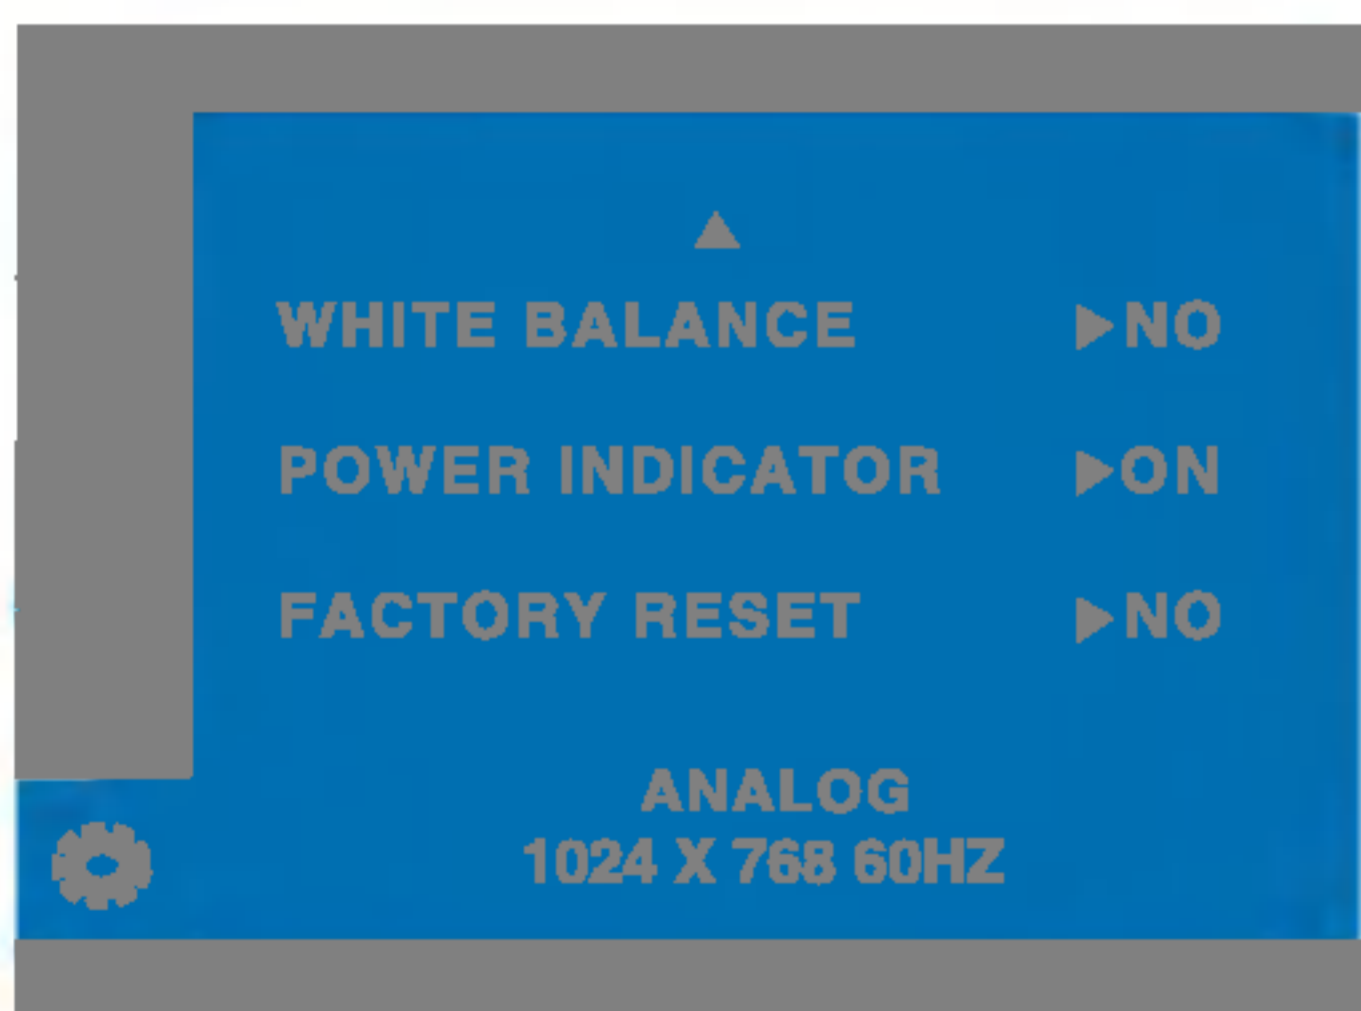 WHITE BALANCE ▶NO
POWER INDICATOR ▶ON
FACTORY RESET ▶NO
ANALOG
1024 X 768 60HZ